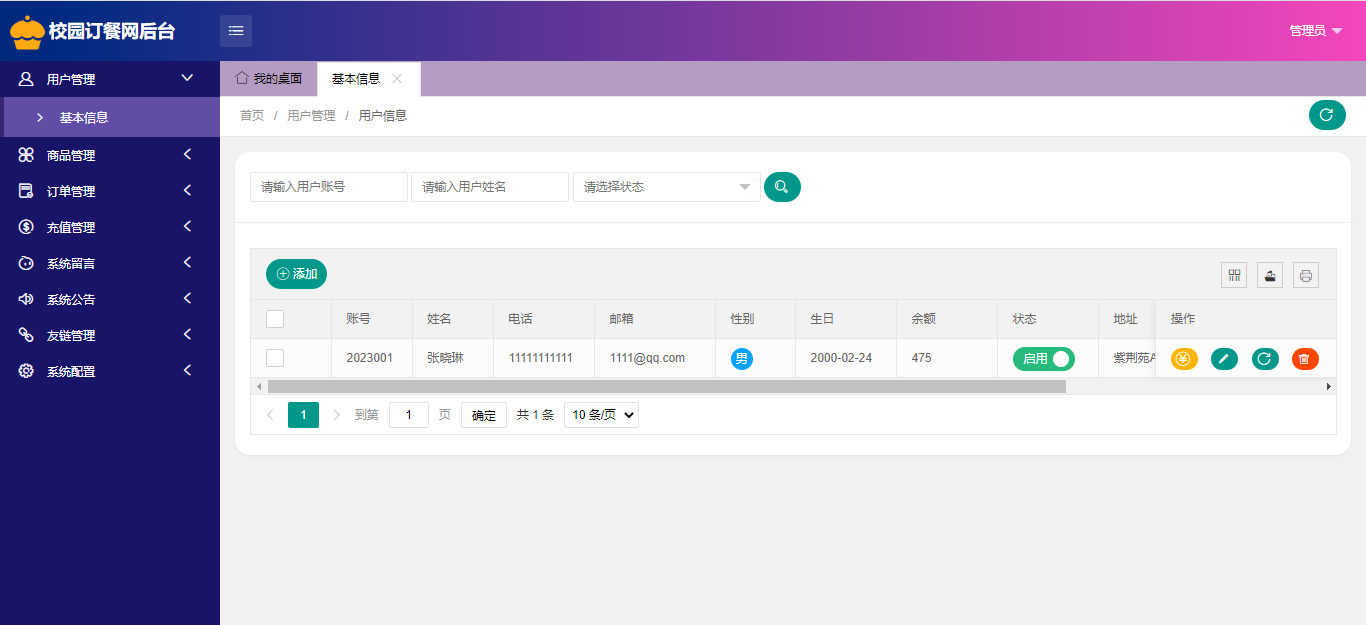 校园订餐网后台
管理员
用户管理
基本信息
商品管理
订单管理
充值管理
系统留言
系统公告
友链管理
系统配置
我的桌面 基本信息
首页 / 用户管理 / 用户信息
请输入用户账号 请输入用户姓名 请选择状态
添加
账号 姓名 电话 邮箱 性别 生日 余额 状态 地址 操作
2023001 张晓琳 11111111111 1111@qq.com 男 2000-02-24 475 启用 紫荆苑A
1 到第 1 页 确定 共 1 条 10 条/页